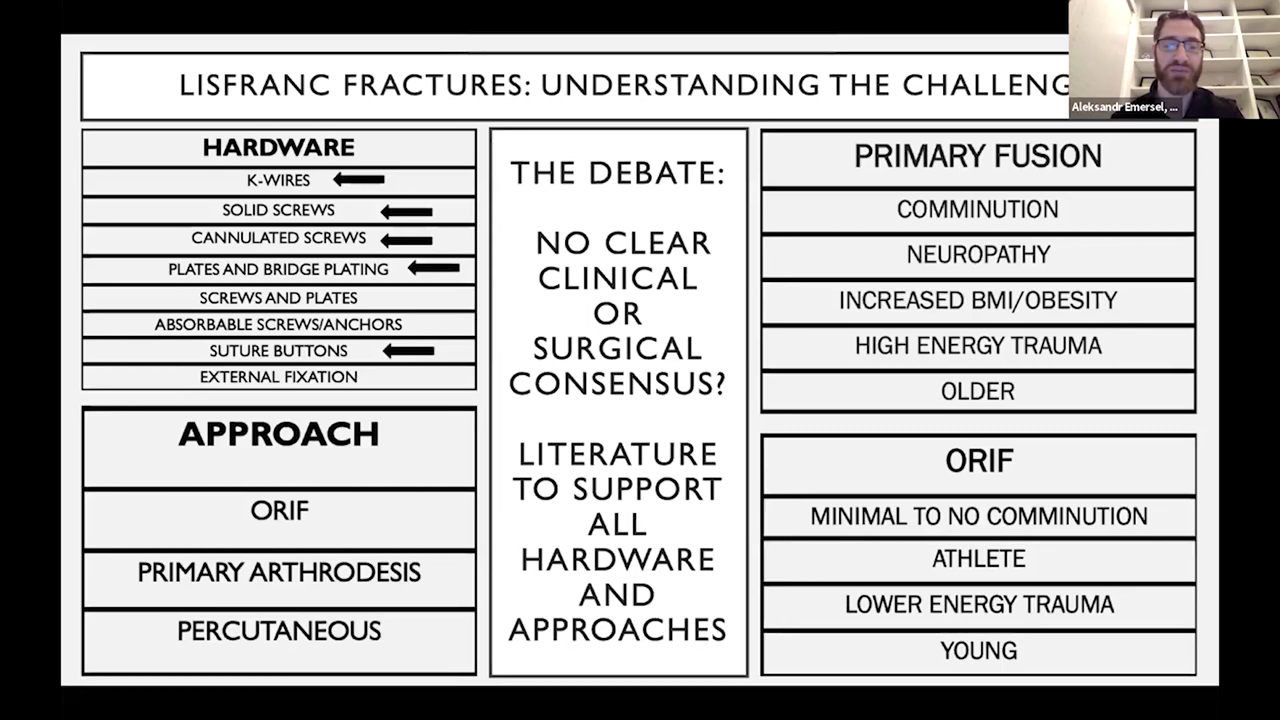 LISFRANC FRACTURES: UNDERSTANDING THE CHALLENG
Aleksandr Emersel, ...
HARDWARE
K-WIRES
SOLID SCREWS
CANNULATED SCREWS
PLATES AND BRIDGE PLATING
SCREWS AND PLATES
ABSORBABLE SCREWS/ANCHORS
SUTURE BUTTONS
EXTERNAL FIXATION
APPROACH
ORIF
PRIMARY ARTHRODESIS
PERCUTANEOUS
THE DEBATE:
NO CLEAR
CLINICAL
OR
SURGICAL
CONSENSUS?
LITERATURE
TO SUPPORT
ALL
HARDWARE
AND
APPROACHES
PRIMARY FUSION
COMMINUTION
NEUROPATHY
INCREASED BMI/OBESITY
HIGH ENERGY TRAUMA
OLDER
ORIF
MINIMAL TO NO COMMINUTION
ATHLETE
LOWER ENERGY TRAUMA
YOUNG